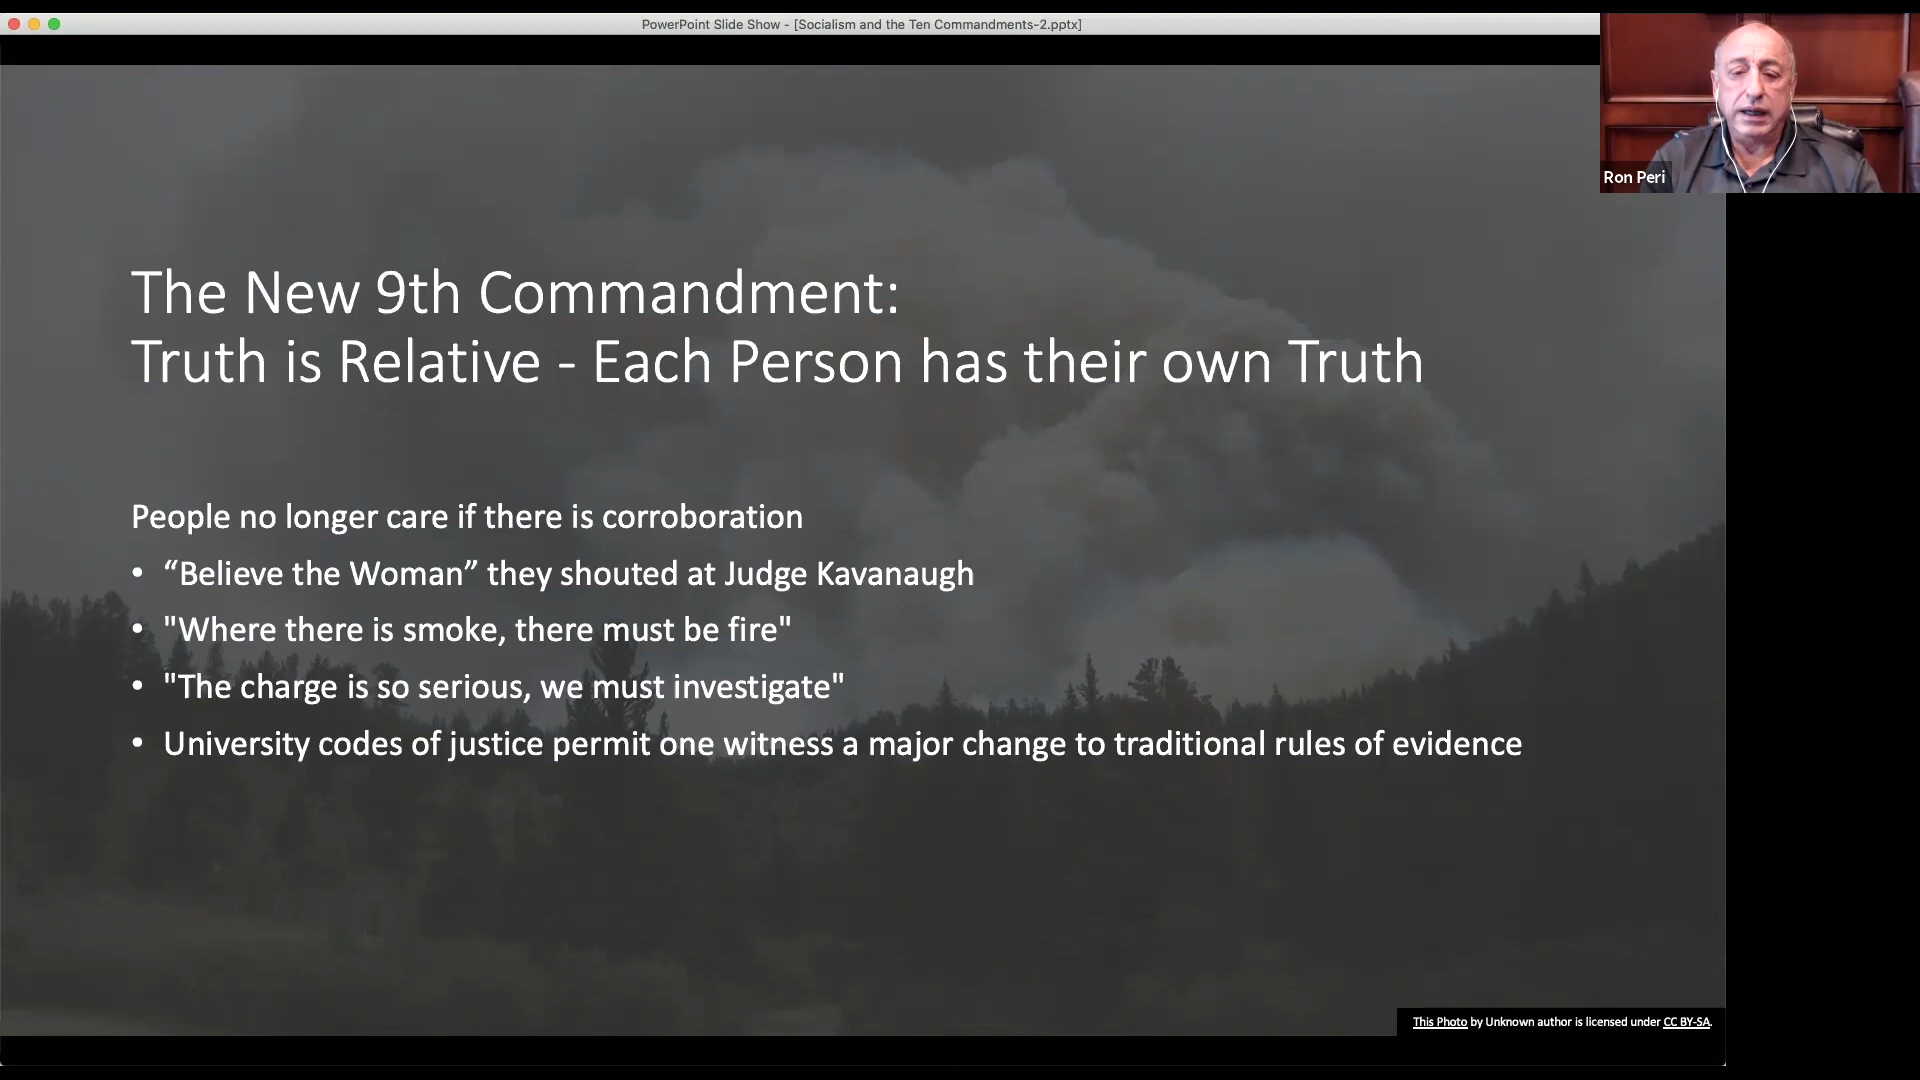 PowerPoint Slide Show - [Socialism and the Ten Commandments-2.pptx]
Ron Peri
The New 9th Commandment:
Truth is Relative - Each Person has their own Truth
People no longer care if there is corroboration
• “Believe the Woman” they shouted at Judge Kavanaugh
• "Where there is smoke, there must be fire"
• "The charge is so serious, we must investigate"
• University codes of justice permit one witness a major change to traditional rules of evidence
This Photo by Unknown author is licensed under CC BY-SA.